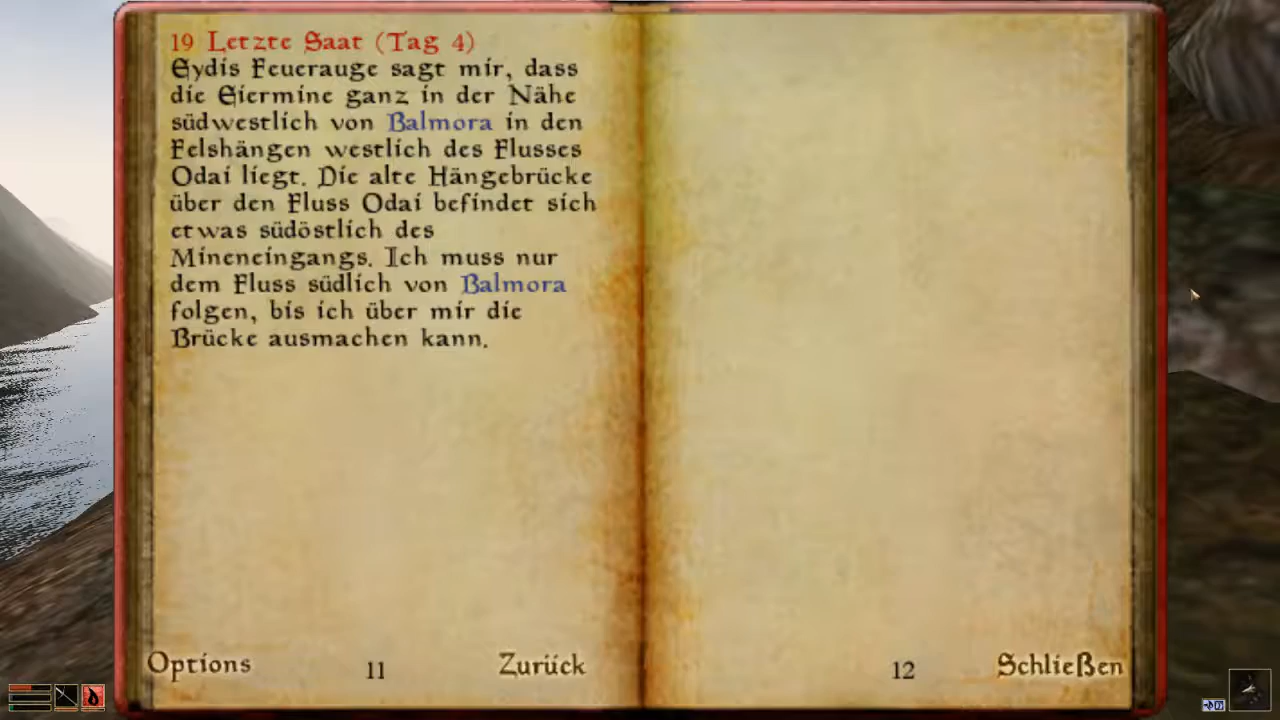 19 Letzte Saat (Tag 4)
Eydis Feuerauge sagt mir, dass
die Eiermine ganz in der Nähe
südwestlich von Balmora in den
Felshängen westlich des Flusses
Odai liegt. Die alte Hängebrücke
über den Fluss Odai befindet sich
etwas südöstlich des
Mineneingangs. Ich muss nur
dem Fluss südlich von Balmora
folgen, bis ich über mir die
Brücke ausmachen kann.
Options 11 Zurück 12 Schließen